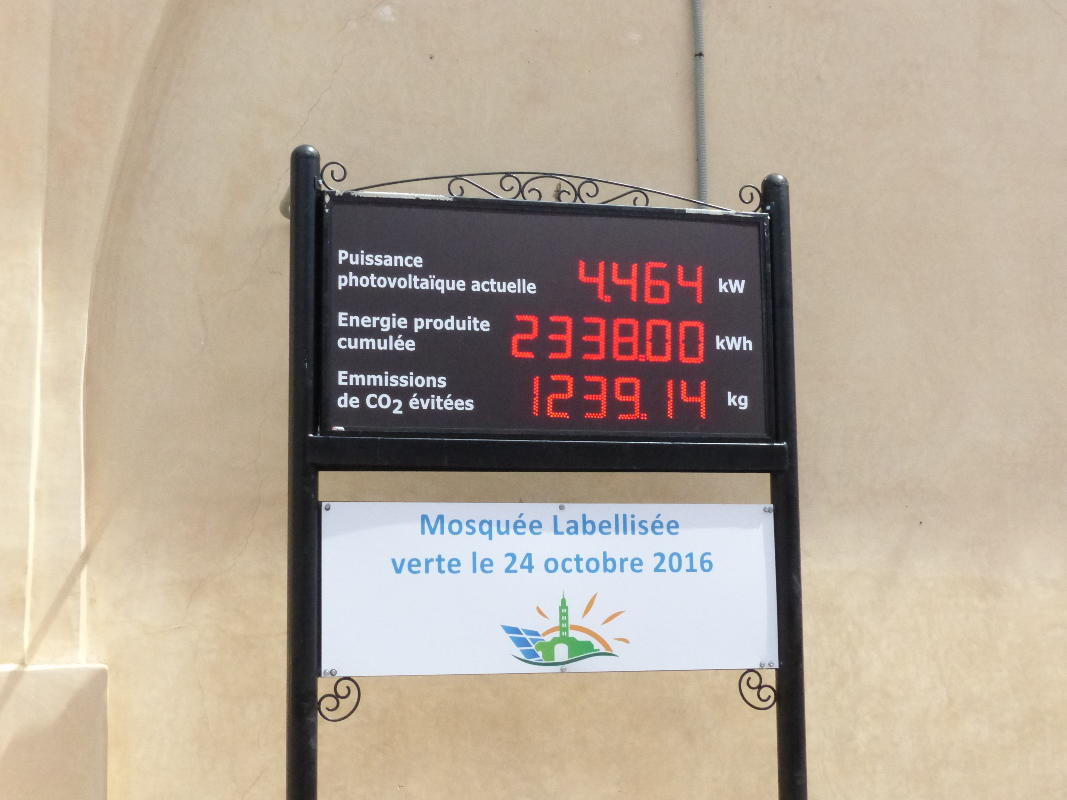 Puissance
photovoltaïque actuelle 4.464 kW
Energie produite
cumulée 2338.00 kWh
Emmissions
de CO2 évitées 1239.14 kg
Mosquée Labellisée
verte le 24 octobre 2016